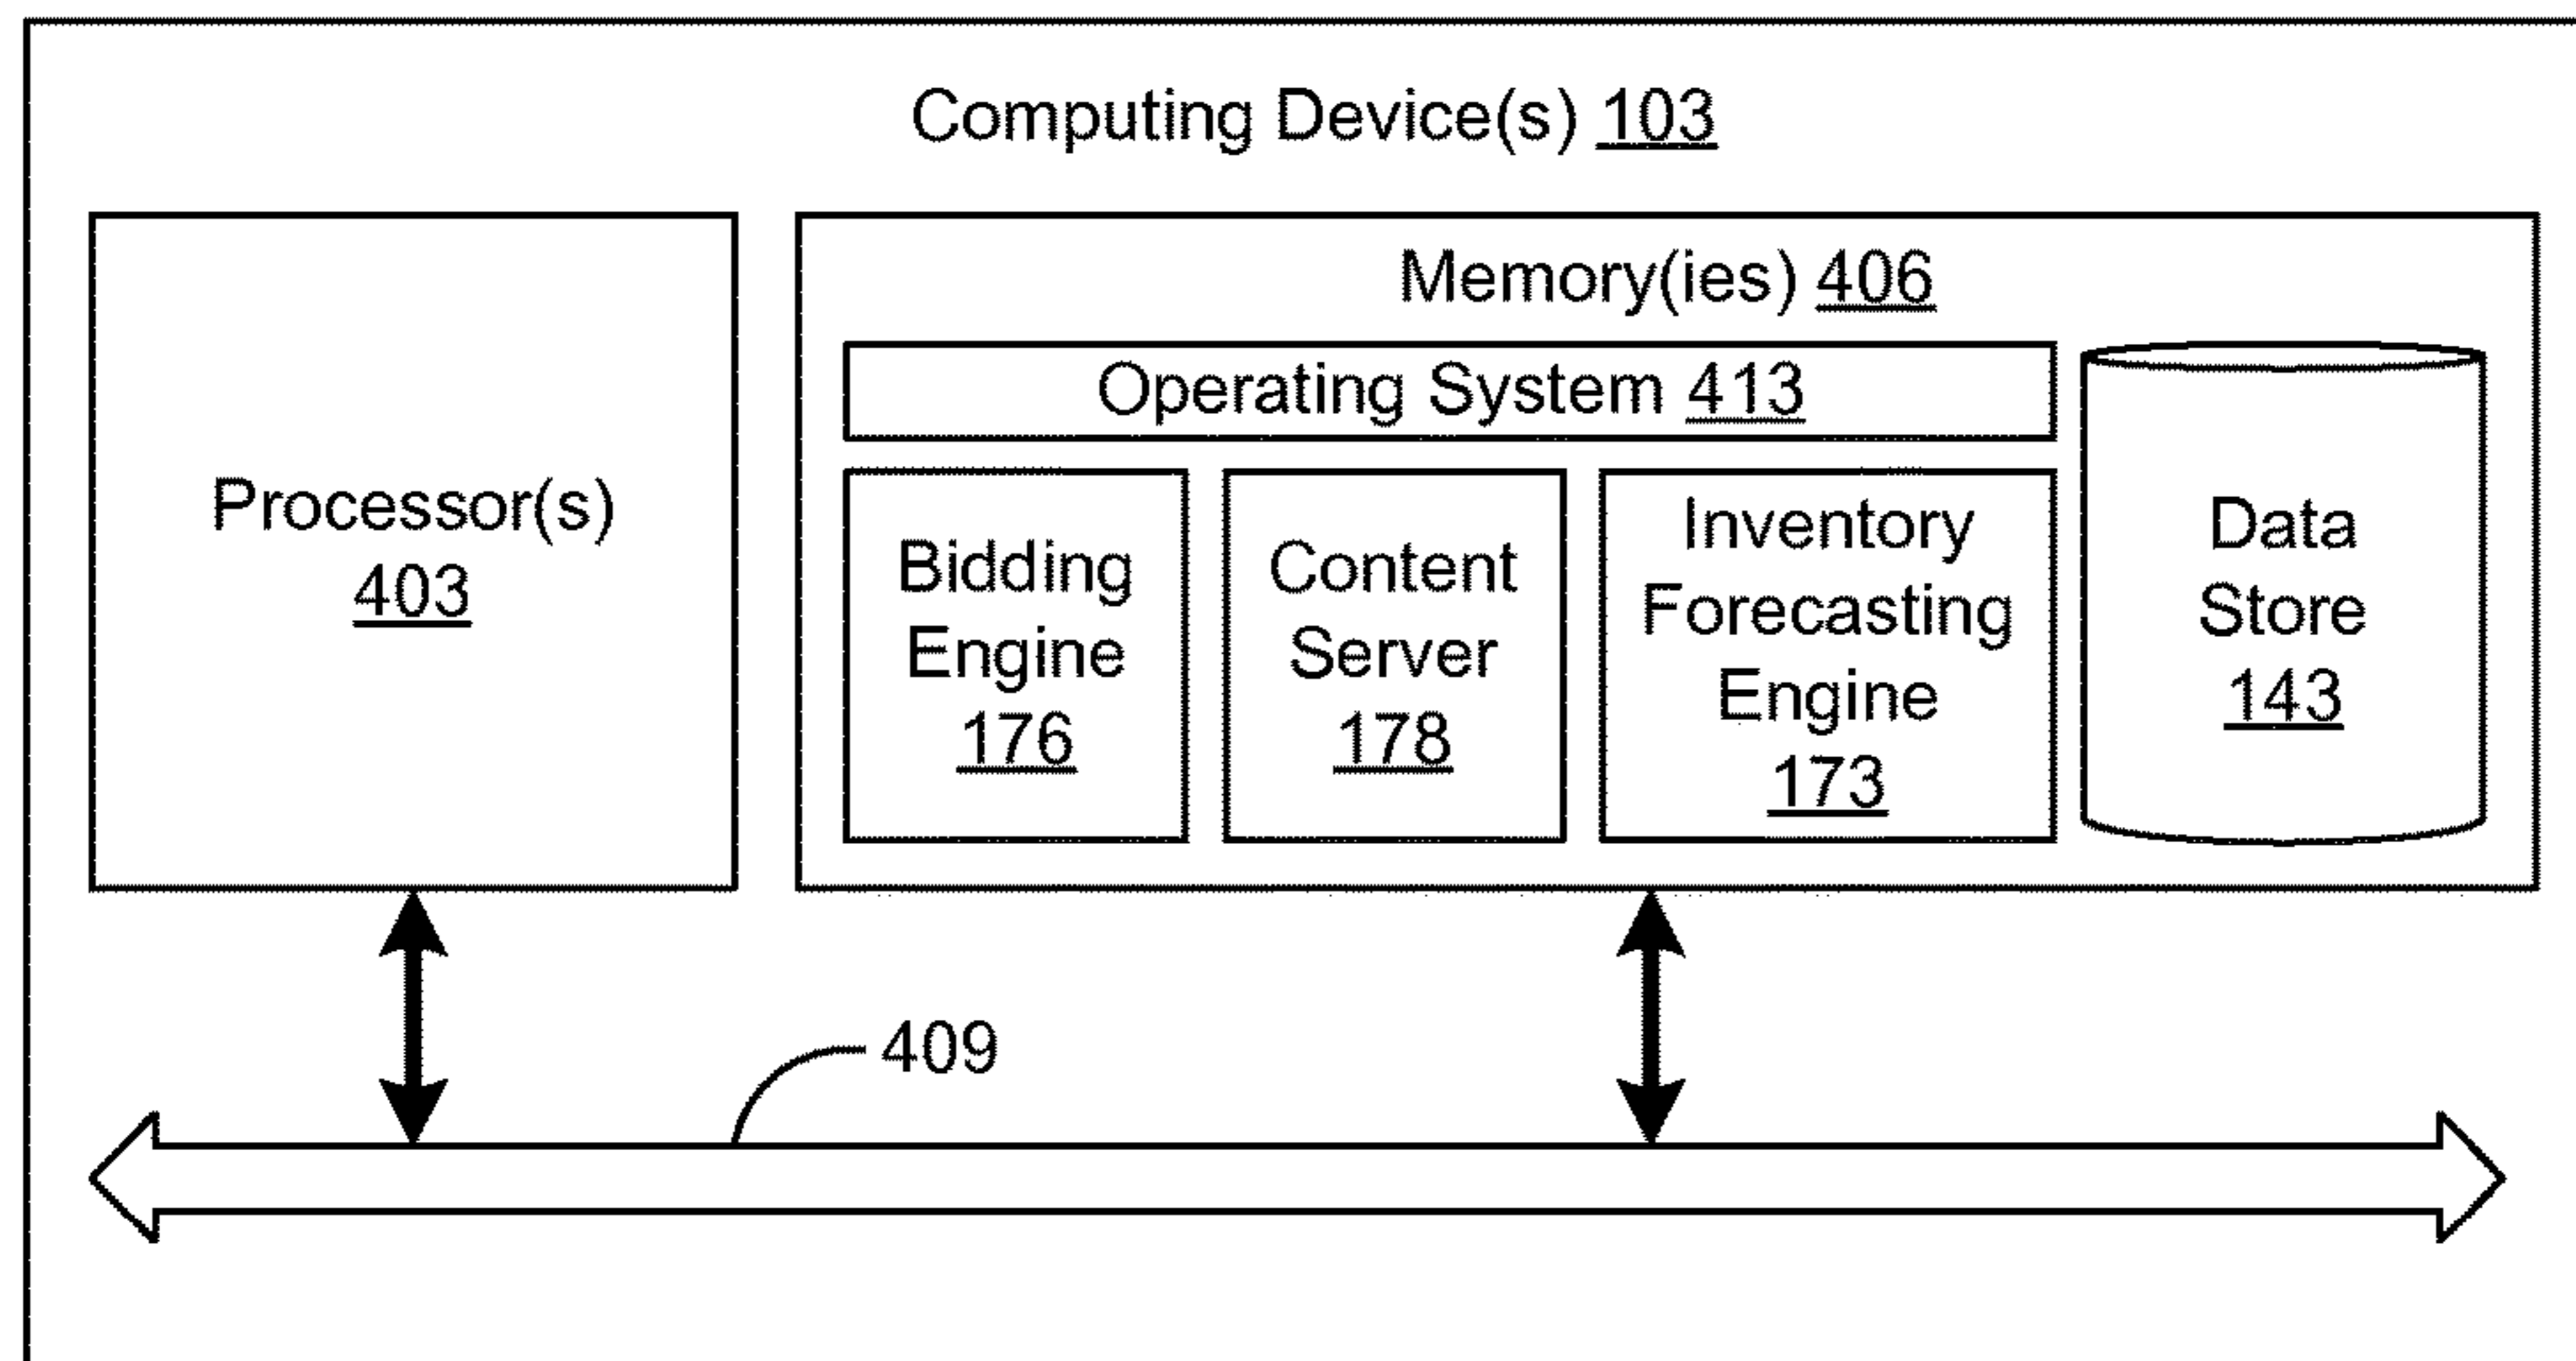 Computing Device(s) 103
Processor(s)
403
Memory(ies) 406
Operating System 413
Bidding
Engine
176
Content
Server
178
Inventory
Forecasting
Engine
173
Data
Store
143
409